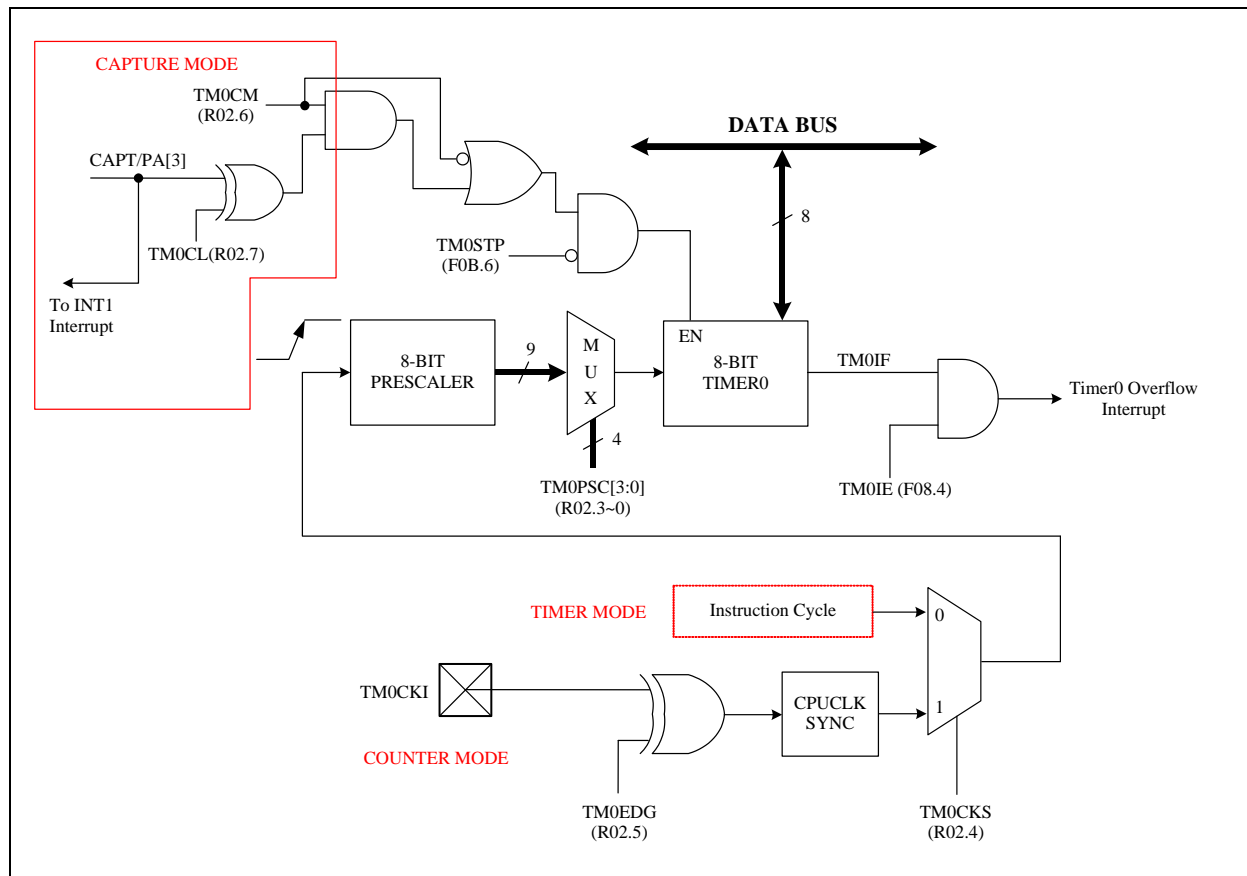 CAPTURE MODE
TM0CM
(R02.6)
DATA BUS
CAPT/PA[3]
8
TM0STP
(F0B.6)
TM0CL(R02.7)
To INT1
Interrupt
EN
8-BIT
PRESCALER
9
M
U
X
8-BIT
TIMER0
TM0IF
Timer0 Overflow
Interrupt
4
TM0PSC[3:0]
(R02.3~0)
TM0IE (F08.4)
TIMER MODE
Instruction Cycle
0
TM0CKI
CPUCLK
SYNC
1
COUNTER MODE
TM0EDG
(R02.5)
TM0CKS
(R02.4)